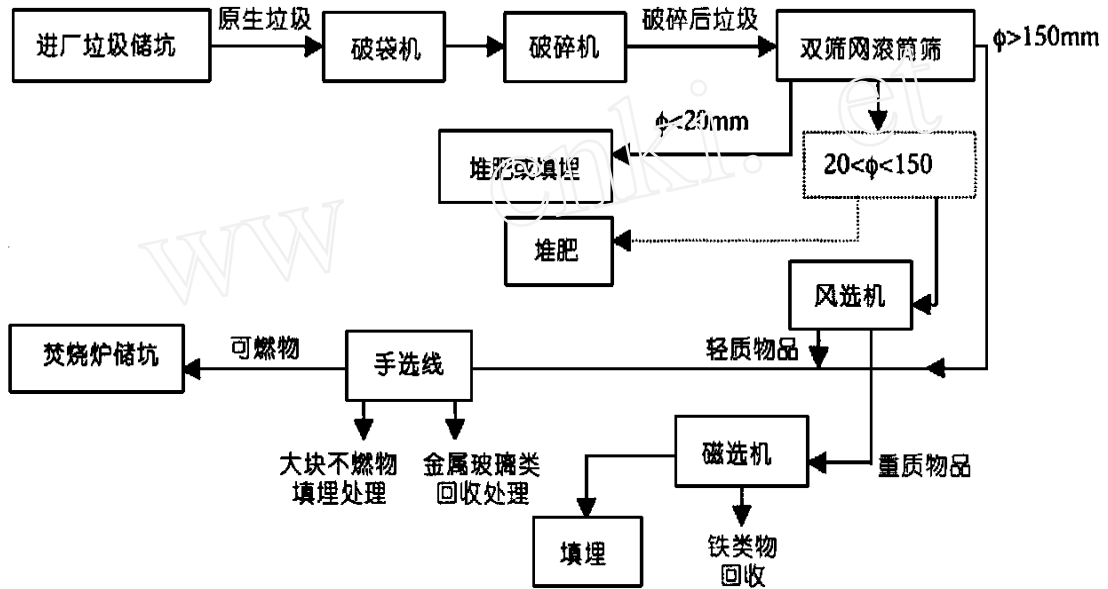 进厂垃圾储坑
原生垃圾
破袋机
破碎机
破碎后垃圾
双筛网滚筒筛
ϕ>150mm
ϕ<20mm
堆肥或填埋
20<ϕ<150
堆肥
风选机
焚烧炉储坑
可燃物
手选线
轻质物品
大块不燃物
填埋处理
金属玻璃类
回收处理
磁选机
重质物品
填埋
铁类物
回收
www.cnki.net